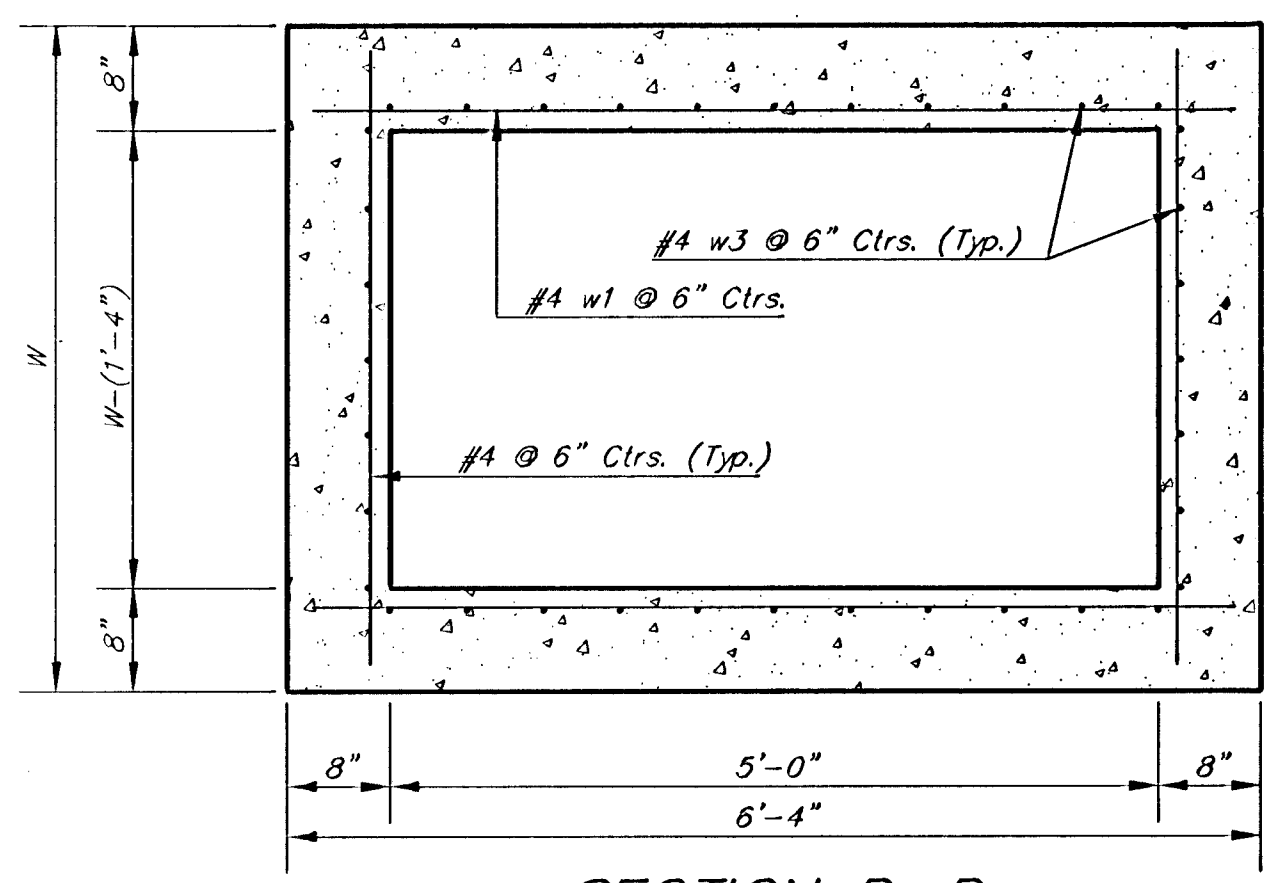 8"
#4 w3 @ 6" Ctrs. (Typ.)
#4 w1 @ 6" Ctrs.
W
W-(1'-4")
#4 @ 6" Ctrs. (Typ.)
8"
8"
5'-0"
8"
6'-4"
SECTION